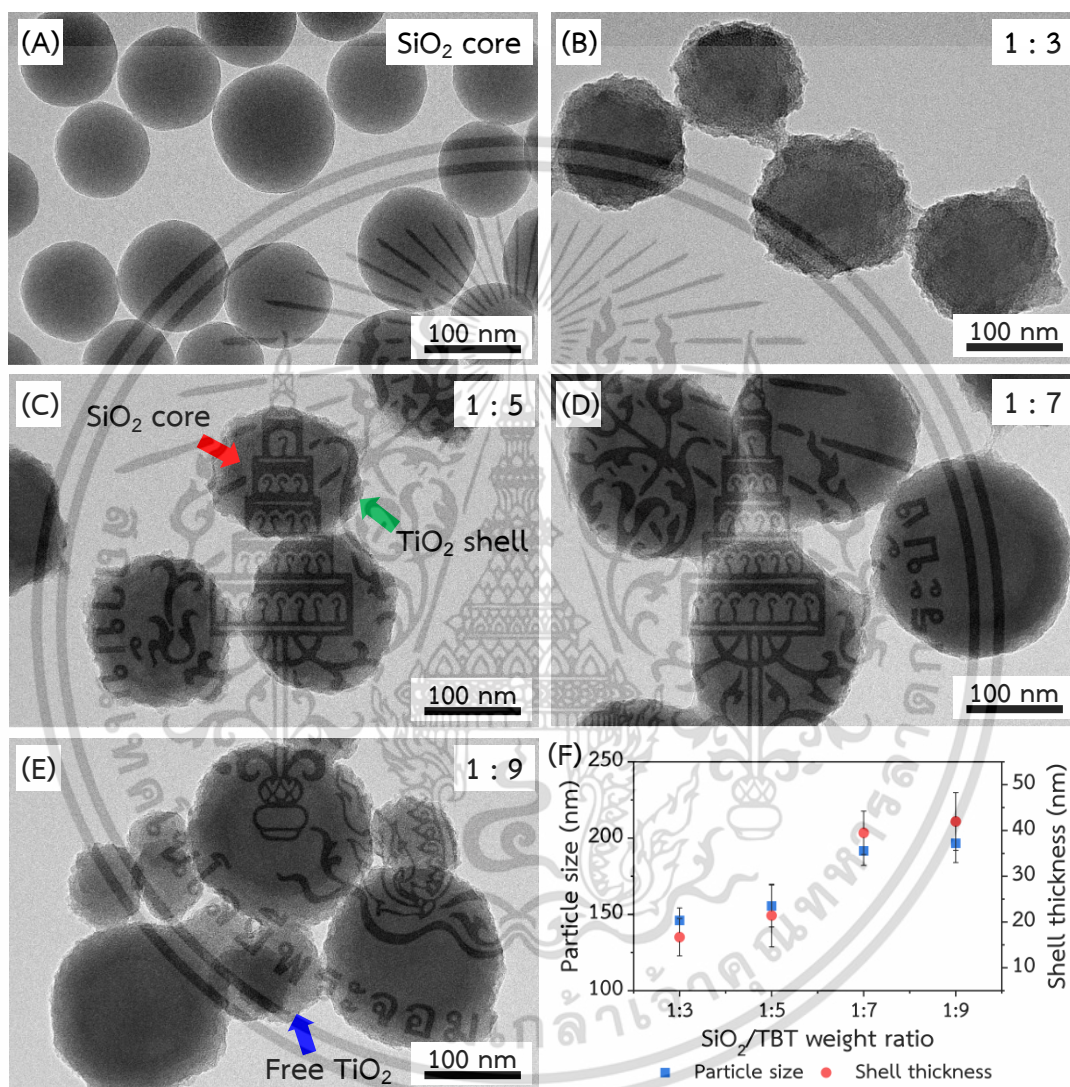 (A)
SiO₂ core
100 nm
(B)
1 : 3
100 nm
(C)
1 : 5
SiO₂ core
TiO₂ shell
100 nm
(D)
1 : 7
100 nm
(E)
1 : 9
Free TiO₂
100 nm
(F)
250
200
150
100
Particle size (nm)
50
40
30
20
10
Shell thickness (nm)
1:3 1:5 1:7 1:9
SiO₂/TBT weight ratio
Particle size Shell thickness